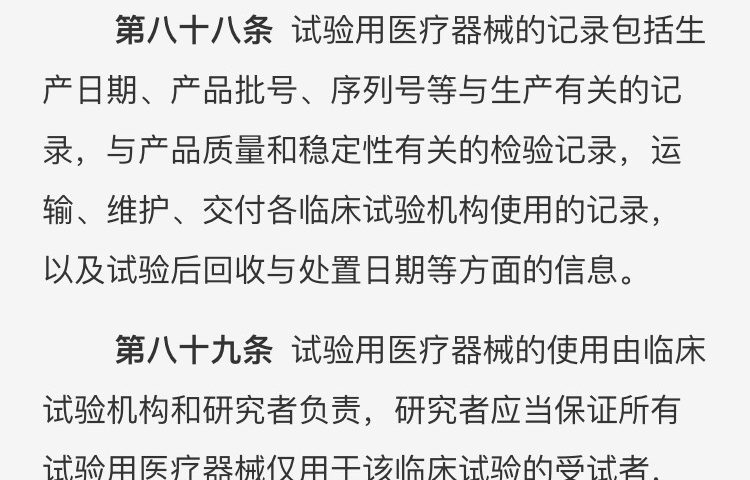 第八十八条 试验用医疗器械的记录包括生
产日期、产品批号、序列号等与生产有关的记
录，与产品质量和稳定性有关的检验记录，运
输、维护、交付各临床试验机构使用的记录，
以及试验后回收与处置日期等方面的信息。
第八十九条 试验用医疗器械的使用由临床
试验机构和研究者负责，研究者应当保证所有
试验用医疗器械仅用于该临床试验的受试者，